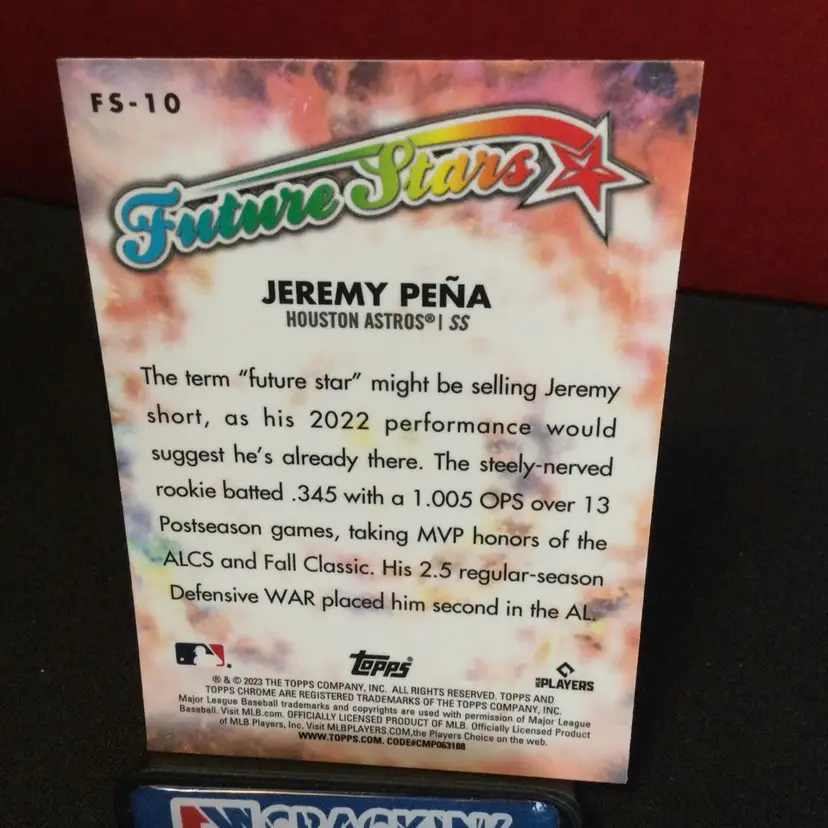 FS-10
Future Stars
JEREMY PEÑA
HOUSTON ASTROS® | SS
The term "future star" might be selling Jeremy
short, as his 2022 performance would
suggest he's already there. The steely-nerved
rookie batted .345 with a 1.005 OPS over 13
Postseason games, taking MVP honors of the
ALCS and Fall Classic. His 2.5 regular-season
Defensive WAR placed him second in the AL.
topps®
MLB PLAYERS
® & © 2023 THE TOPPS COMPANY, INC. ALL RIGHTS RESERVED. TOPPS AND
TOPPS CHROME ARE REGISTERED TRADEMARKS OF THE TOPPS COMPANY, INC.
Major League Baseball trademarks and copyrights are used with permission of Major League
Baseball. Visit MLB.com. OFFICIALLY LICENSED PRODUCT OF MLB. Officially Licensed Product
of MLB Players, Inc. Visit MLBPLAYERS.COM,the Players Choice on the web.
WWW.TOPPS.COM. CODE#CMP063188
CRACKIN'